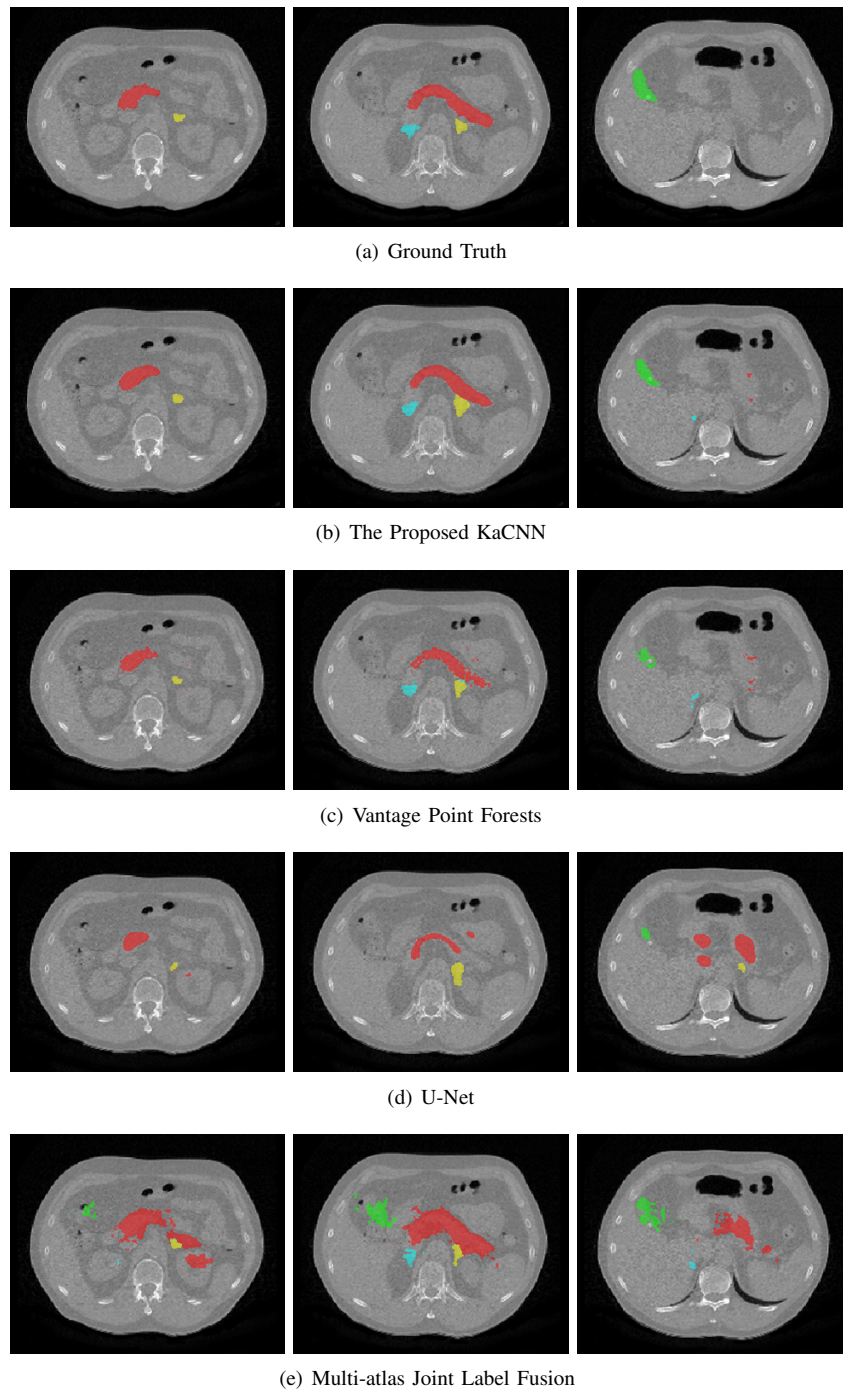 (a) Ground Truth
(b) The Proposed KaCNN
(c) Vantage Point Forests
(d) U-Net
(e) Multi-atlas Joint Label Fusion